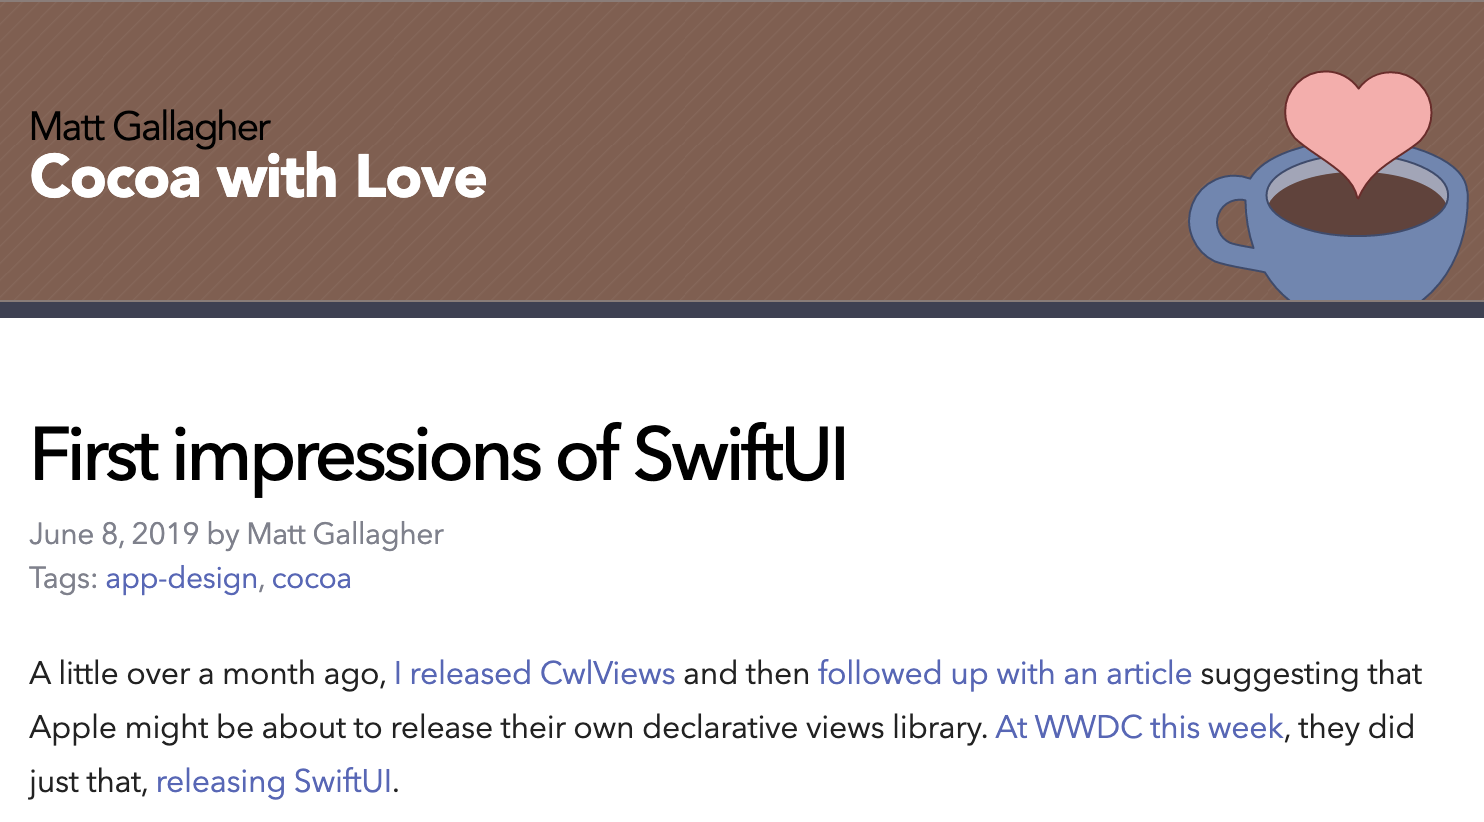 Matt Gallagher
Cocoa with Love
First impressions of SwiftUI
June 8, 2019 by Matt Gallagher
Tags: app-design, cocoa
A little over a month ago, I released CwlViews and then followed up with an article suggesting that
Apple might be about to release their own declarative views library. At WWDC this week, they did
just that, releasing SwiftUI.